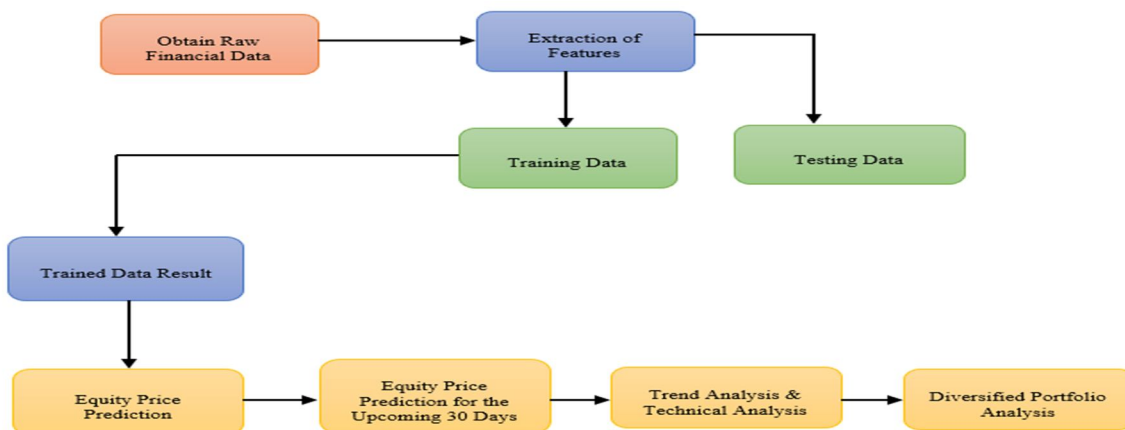 Obtain Raw
Financial Data
Extraction of
Features
Training Data
Testing Data
Trained Data Result
Equity Price
Prediction
Equity Price
Prediction for the
Upcoming 30 Days
Trend Analysis &
Technical Analysis
Diversified Portfolio
Analysis